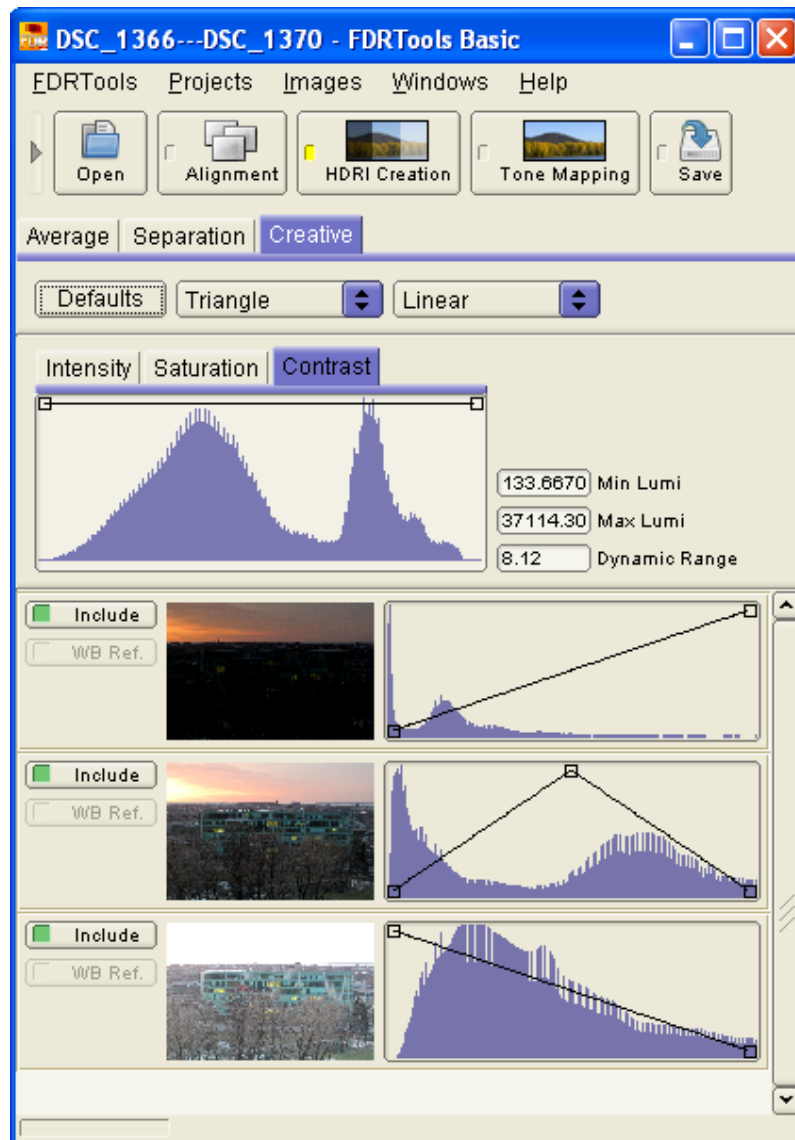 DSC_1366---DSC_1370 - FDRTools Basic
FDRTools Projects Images Windows Help
Open Alignment HDRI Creation Tone Mapping Save
Average Separation Creative
Defaults Triangle Linear
Intensity Saturation Contrast
133.6670 Min Lumi
37114.30 Max Lumi
8.12 Dynamic Range
Include
WB Ref.
Include
WB Ref.
Include
WB Ref.